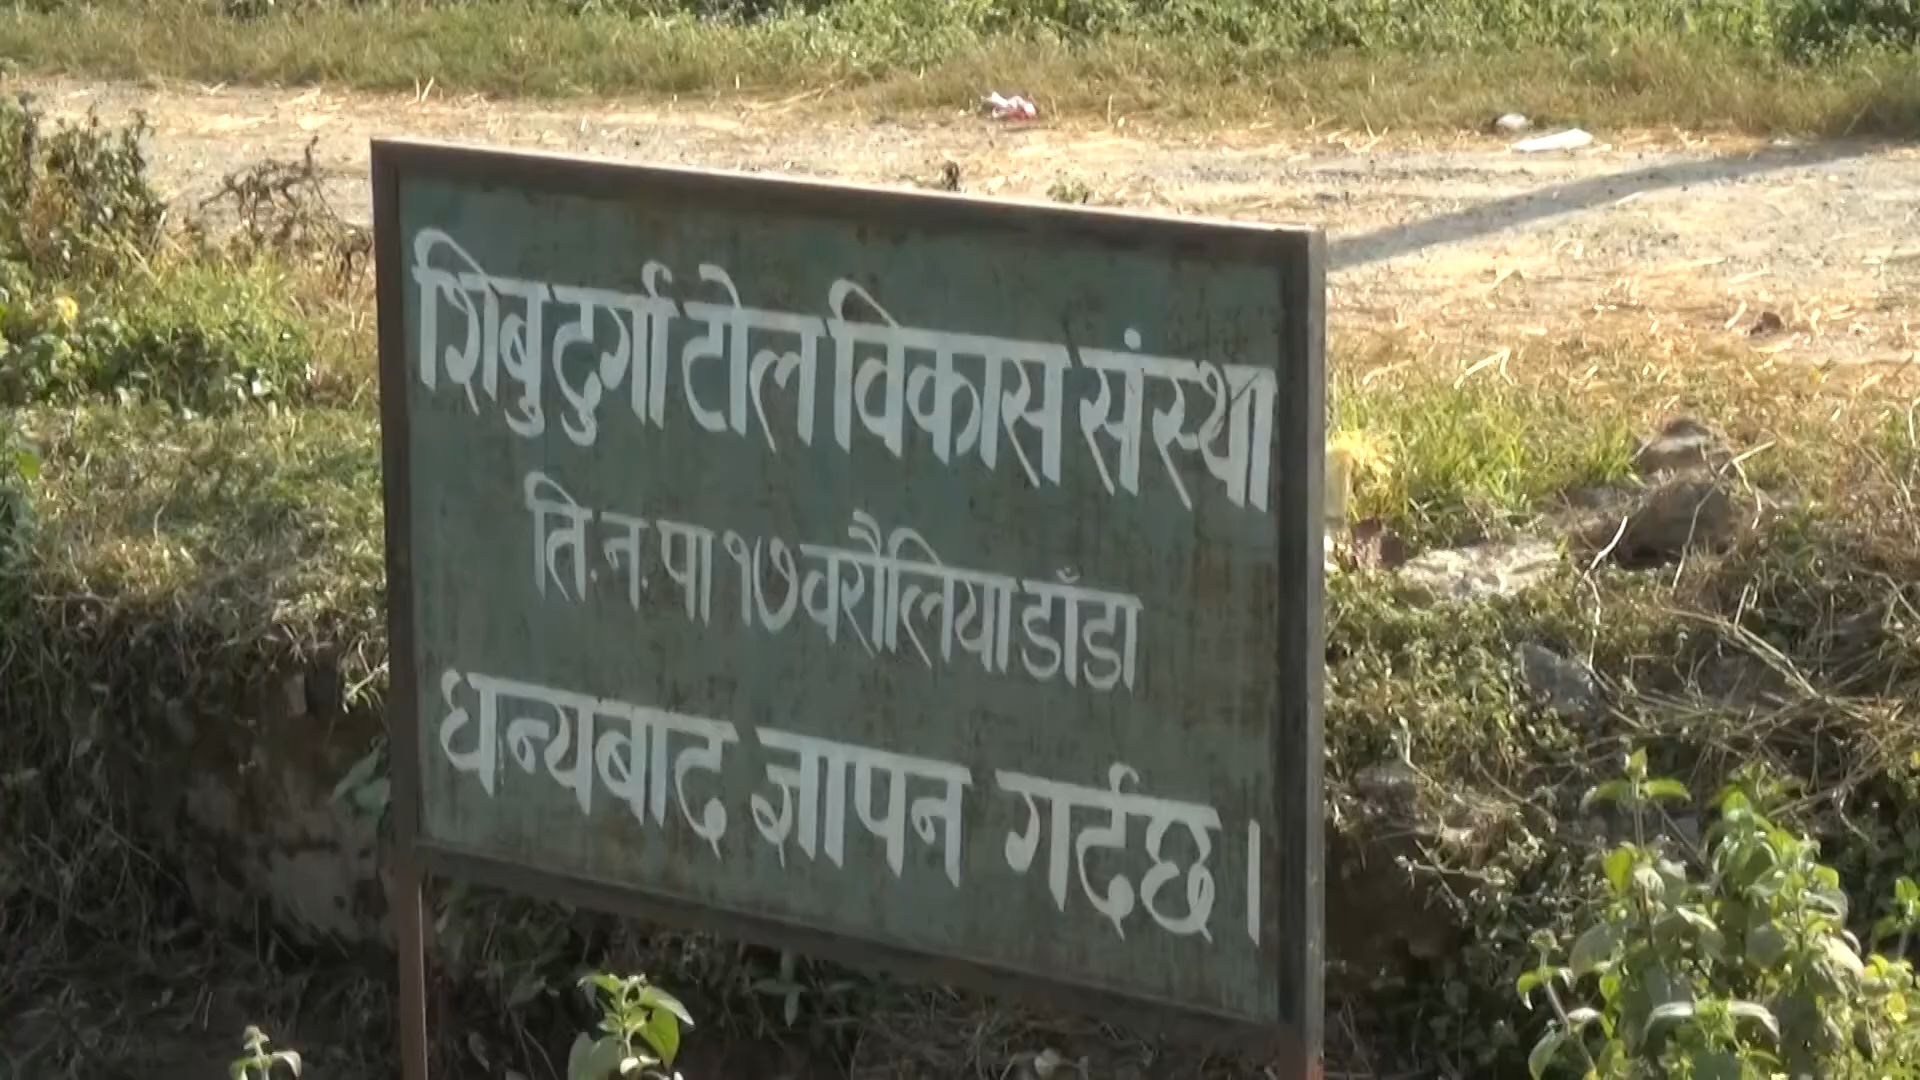 शिबु दुर्गा टोल विकास संस्था
ति. न. पा १७ वरौलिया डाँडा
धन्यबाद ज्ञापन गर्दछ ।